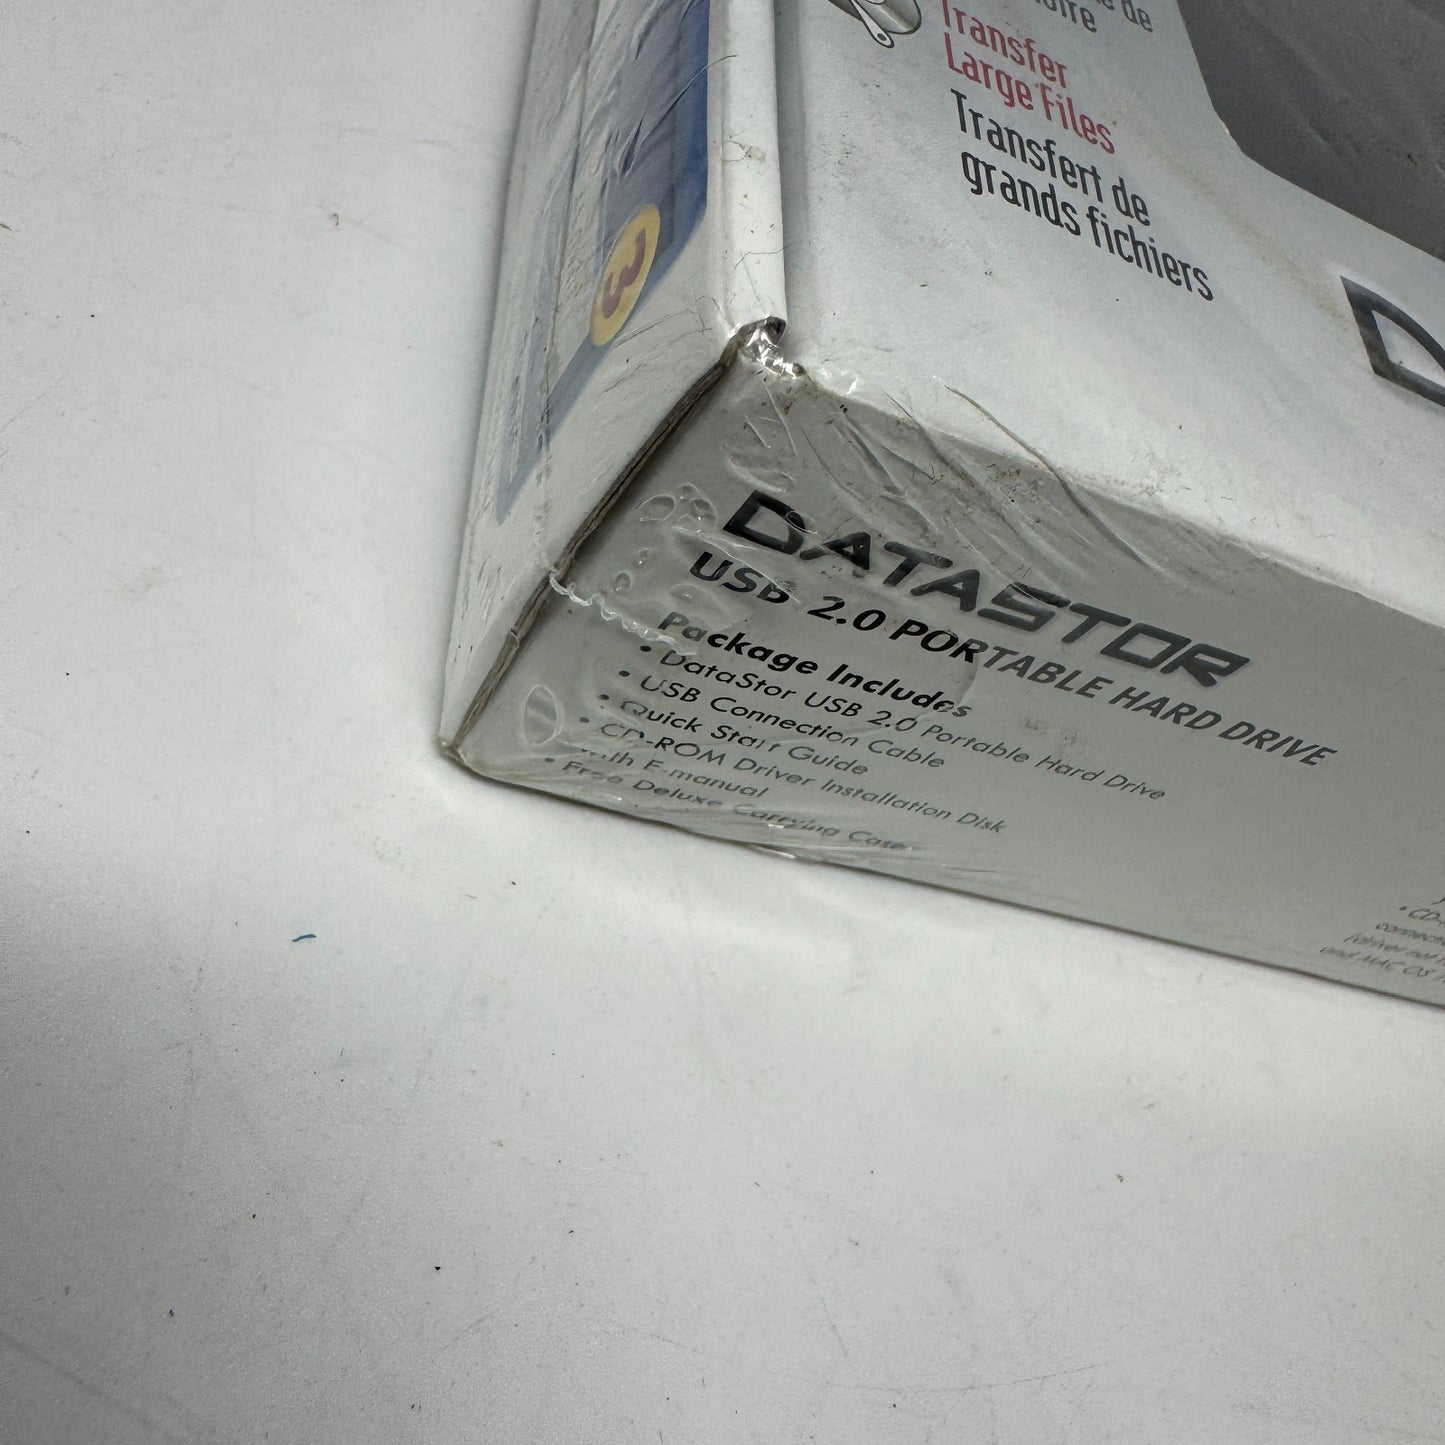 de
Transfer
Large Files
Transfert de
grands fichiers
3
DATASTOR
USB 2.0 PORTABLE HARD DRIVE
Package Includes
• DataStor USB 2.0 Portable Hard Drive
• USB Connection Cable
• Quick Start Guide
• CD-ROM Driver Installation Disk
with E-manual
• Free Deluxe Carrying Case